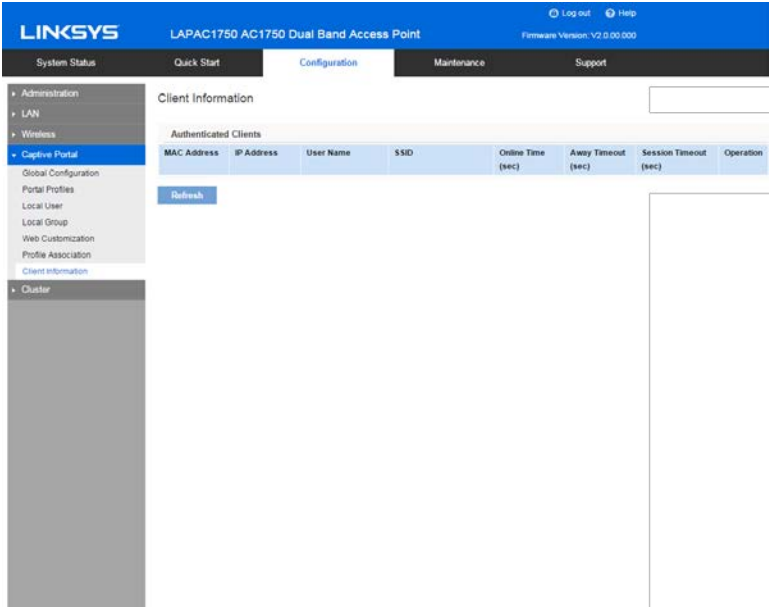 Log out Help
LINKSYS LAPAC1750 AC1750 Dual Band Access Point Firmware Version: V2.0.00.000
System Status Quick Start Configuration Maintenance Support
Administration
LAN
Wireless
Captive Portal
Global Configuration
Portal Profiles
Local User
Local Group
Web Customization
Profile Association
Client Information
Cluster
Client Information
Authenticated Clients
MAC Address IP Address User Name SSID Online Time (sec) Away Timeout (sec) Session Timeout (sec) Operation
Refresh